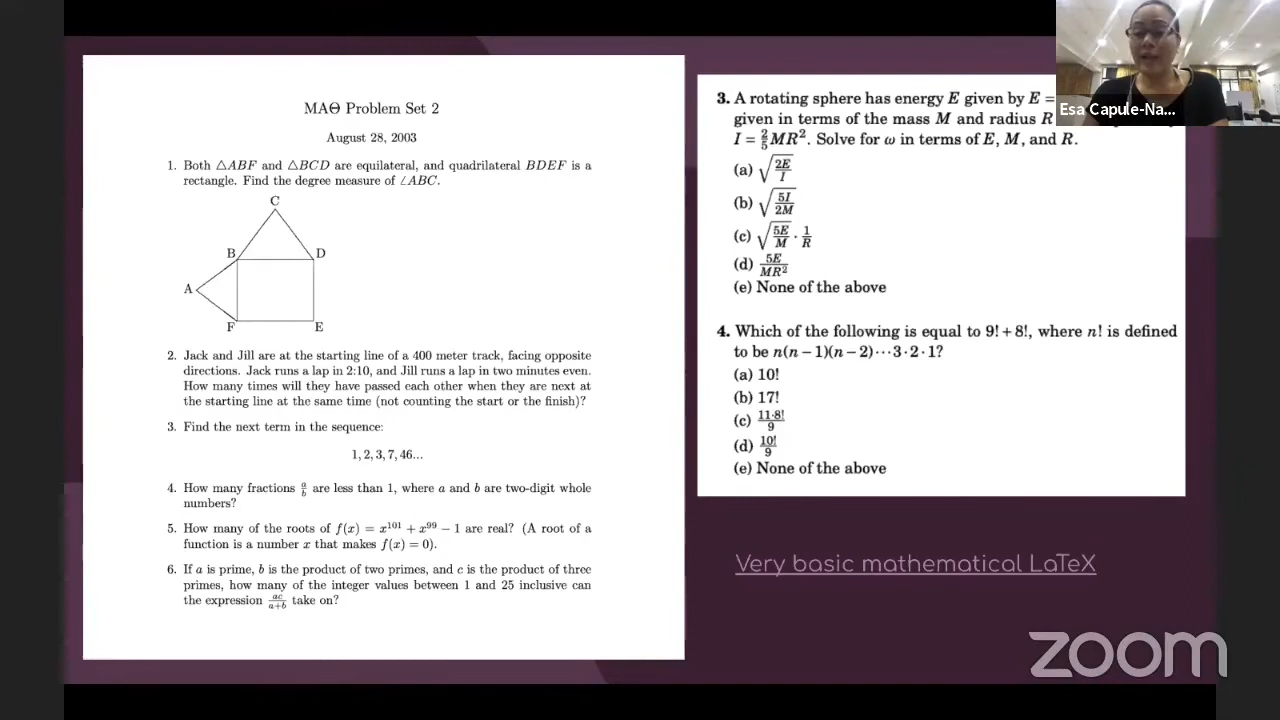 MAΘ Problem Set 2
August 28, 2003
1. Both △ABF and △BCD are equilateral, and quadrilateral BDEF is a
rectangle. Find the degree measure of ∠ABC.
C
B
D
A
F
E
2. Jack and Jill are at the starting line of a 400 meter track, facing opposite
directions. Jack runs a lap in 2:10, and Jill runs a lap in two minutes even.
How many times will they have passed each other when they are next at
the starting line at the same time (not counting the start or the finish)?
3. Find the next term in the sequence:
1, 2, 3, 7, 46...
4. How many fractions a/b are less than 1, where a and b are two-digit whole
numbers?
5. How many of the roots of f(x) = x¹⁰¹ + x⁹⁹ − 1 are real? (A root of a
function is a number x that makes f(x) = 0).
6. If a is prime, b is the product of two primes, and c is the product of three
primes, how many of the integer values between 1 and 25 inclusive can
the expression ac/(a+b) take on?
3. A rotating sphere has energy E given by E =
given in terms of the mass M and radius R
I = 2/5 MR². Solve for ω in terms of E, M, and R.
(a) √(2E/I)
(b) √(5I/2M)
(c) √(5E/M) · 1/R
(d) 5E/MR²
(e) None of the above
4. Which of the following is equal to 9! + 8!, where n! is defined
to be n(n − 1)(n − 2)⋯3·2·1?
(a) 10!
(b) 17!
(c) 11·8!/9
(d) 10!/9
(e) None of the above
Very basic mathematical LaTeX
Esa Capule-Na...
zoom